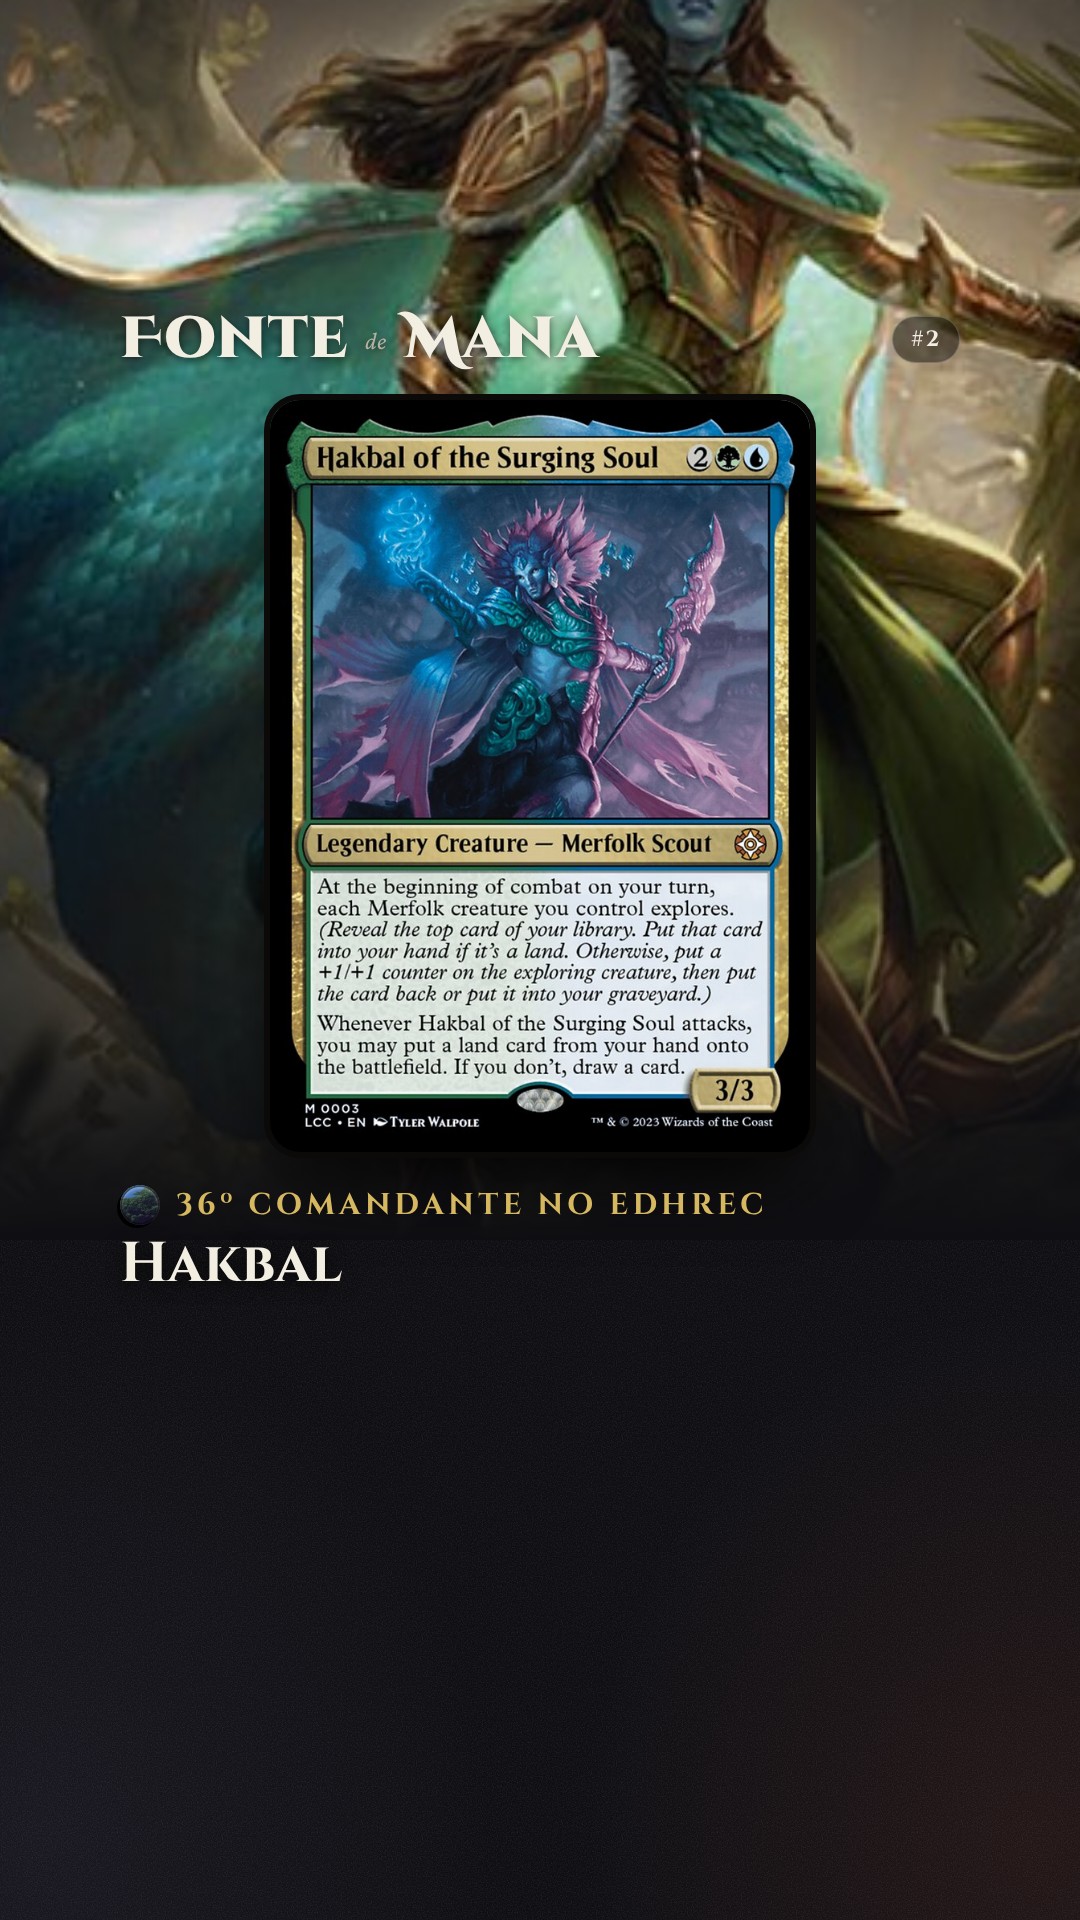 Fonte de Mana
#2
Hakbal of the Surging Soul 2
Legendary Creature — Merfolk Scout
At the beginning of combat on your turn,
each Merfolk creature you control explores.
(Reveal the top card of your library. Put that card
into your hand if it's a land. Otherwise, put a
+1/+1 counter on the exploring creature, then put
the card back or put it into your graveyard.)
Whenever Hakbal of the Surging Soul attacks,
you may put a land card from your hand onto
the battlefield. If you don't, draw a card.
3/3
M 0003
LCC • EN Tyler Walpole
™ & © 2023 Wizards of the Coast
36º COMANDANTE NO EDHREC
Hakbal